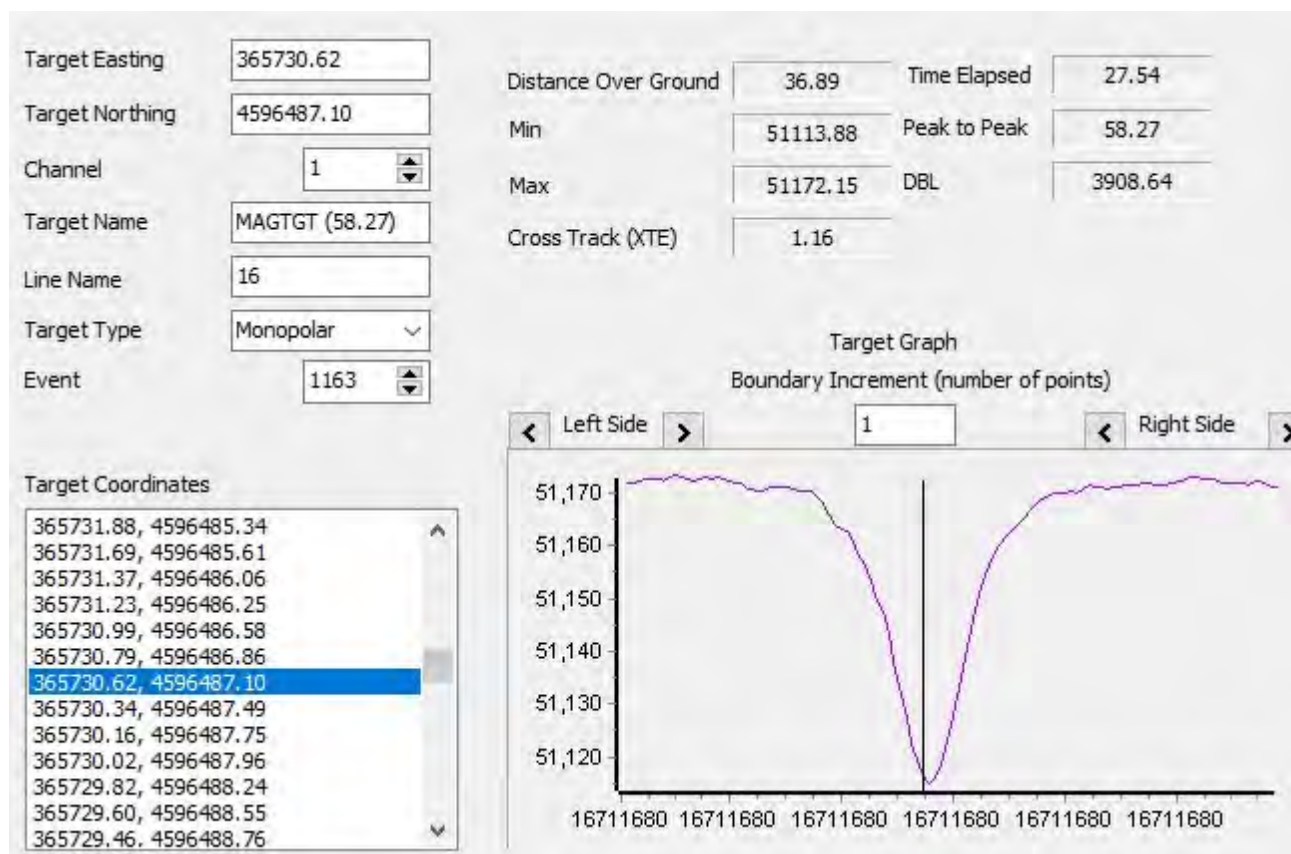 Target Easting 365730.62
Target Northing 4596487.10
Channel 1
Target Name MAGTGT (58.27)
Line Name 16
Target Type Monopolar
Event 1163
Distance Over Ground 36.89 Time Elapsed 27.54
Min 51113.88 Peak to Peak 58.27
Max 51172.15 DBL 3908.64
Cross Track (XTE) 1.16
Target Graph
Boundary Increment (number of points)
< Left Side > 1 < Right Side >
Target Coordinates
365731.88, 4596485.34
365731.69, 4596485.61
365731.37, 4596486.06
365731.23, 4596486.25
365730.99, 4596486.58
365730.79, 4596486.86
365730.62, 4596487.10
365730.34, 4596487.49
365730.16, 4596487.75
365730.02, 4596487.96
365729.82, 4596488.24
365729.60, 4596488.55
365729.46, 4596488.76
51,170
51,160
51,150
51,140
51,130
51,120
16711680 16711680 16711680 16711680 16711680 16711680